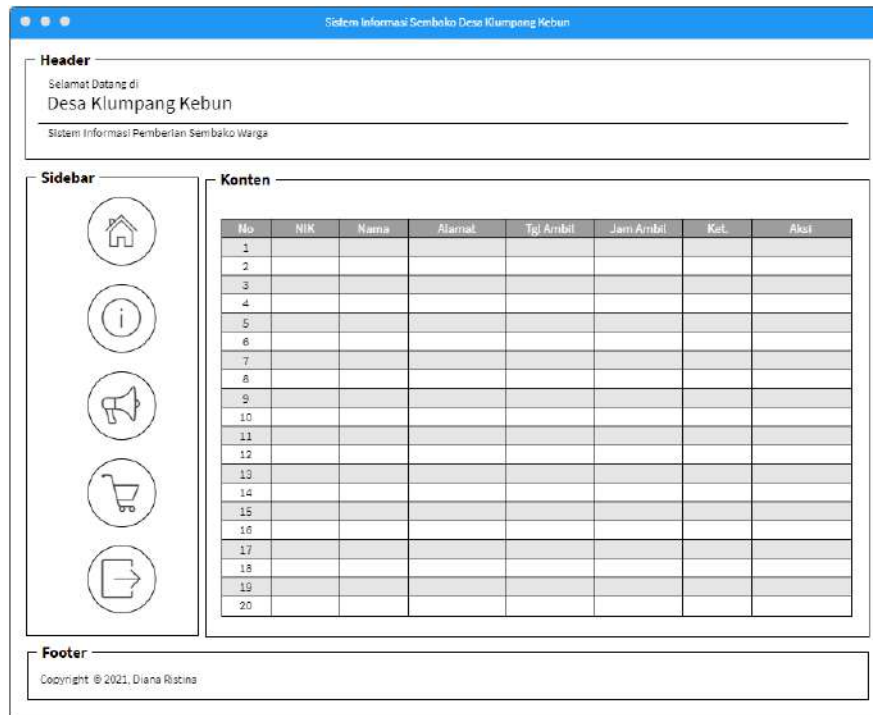 Sistem Informasi Sembako Desa Klumpang Kebun
Header
Selamat Datang di
Desa Klumpang Kebun
Sistem Informasi Pemberian Sembako Warga
Sidebar
Konten
No NIK Nama Alamat Tgl Ambil Jam Ambil Ket. Aksi
1
2
3
4
5
6
7
8
9
10
11
12
13
14
15
16
17
18
19
20
Footer
Copyright © 2021, Diana Ristina